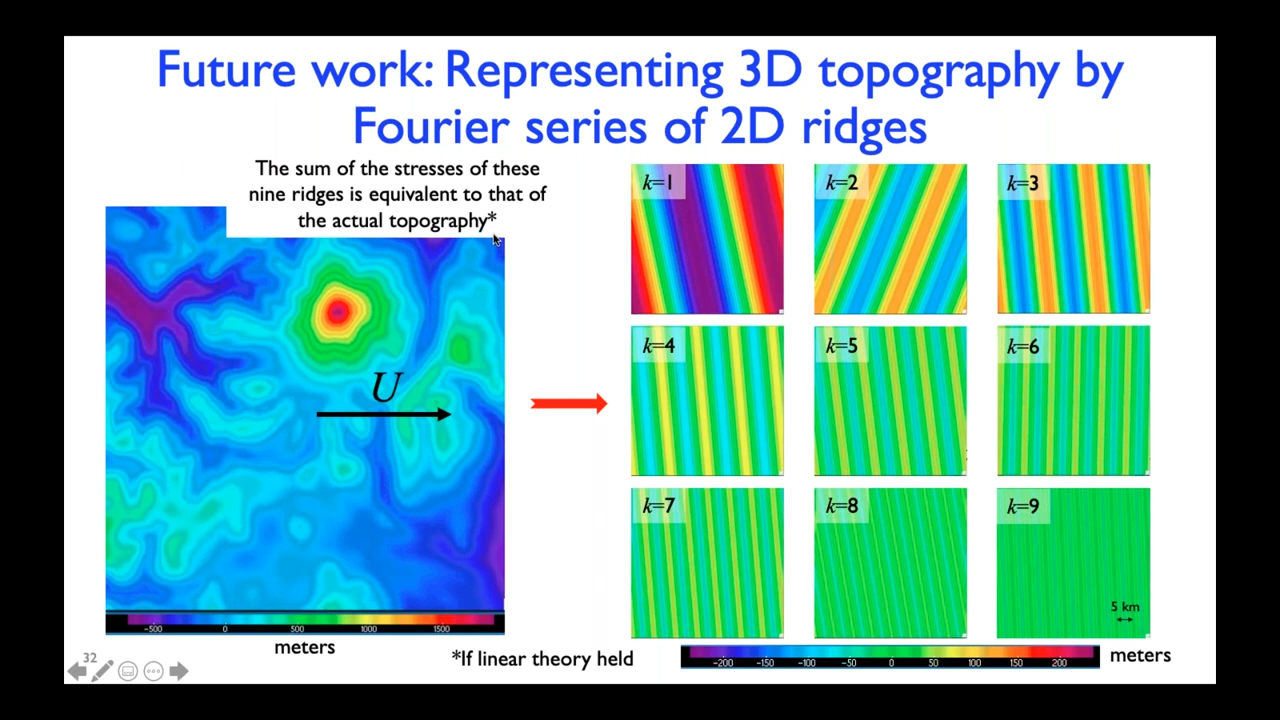 Future work: Representing 3D topography by
Fourier series of 2D ridges
The sum of the stresses of these
nine ridges is equivalent to that of
the actual topography*
U
k=1
k=2
k=3
k=4
k=5
k=6
k=7
k=8
k=9
5 km
-500 0 500 1000 1500
meters
*If linear theory held
-200 -150 -100 -50 0 50 100 150 200
meters
32